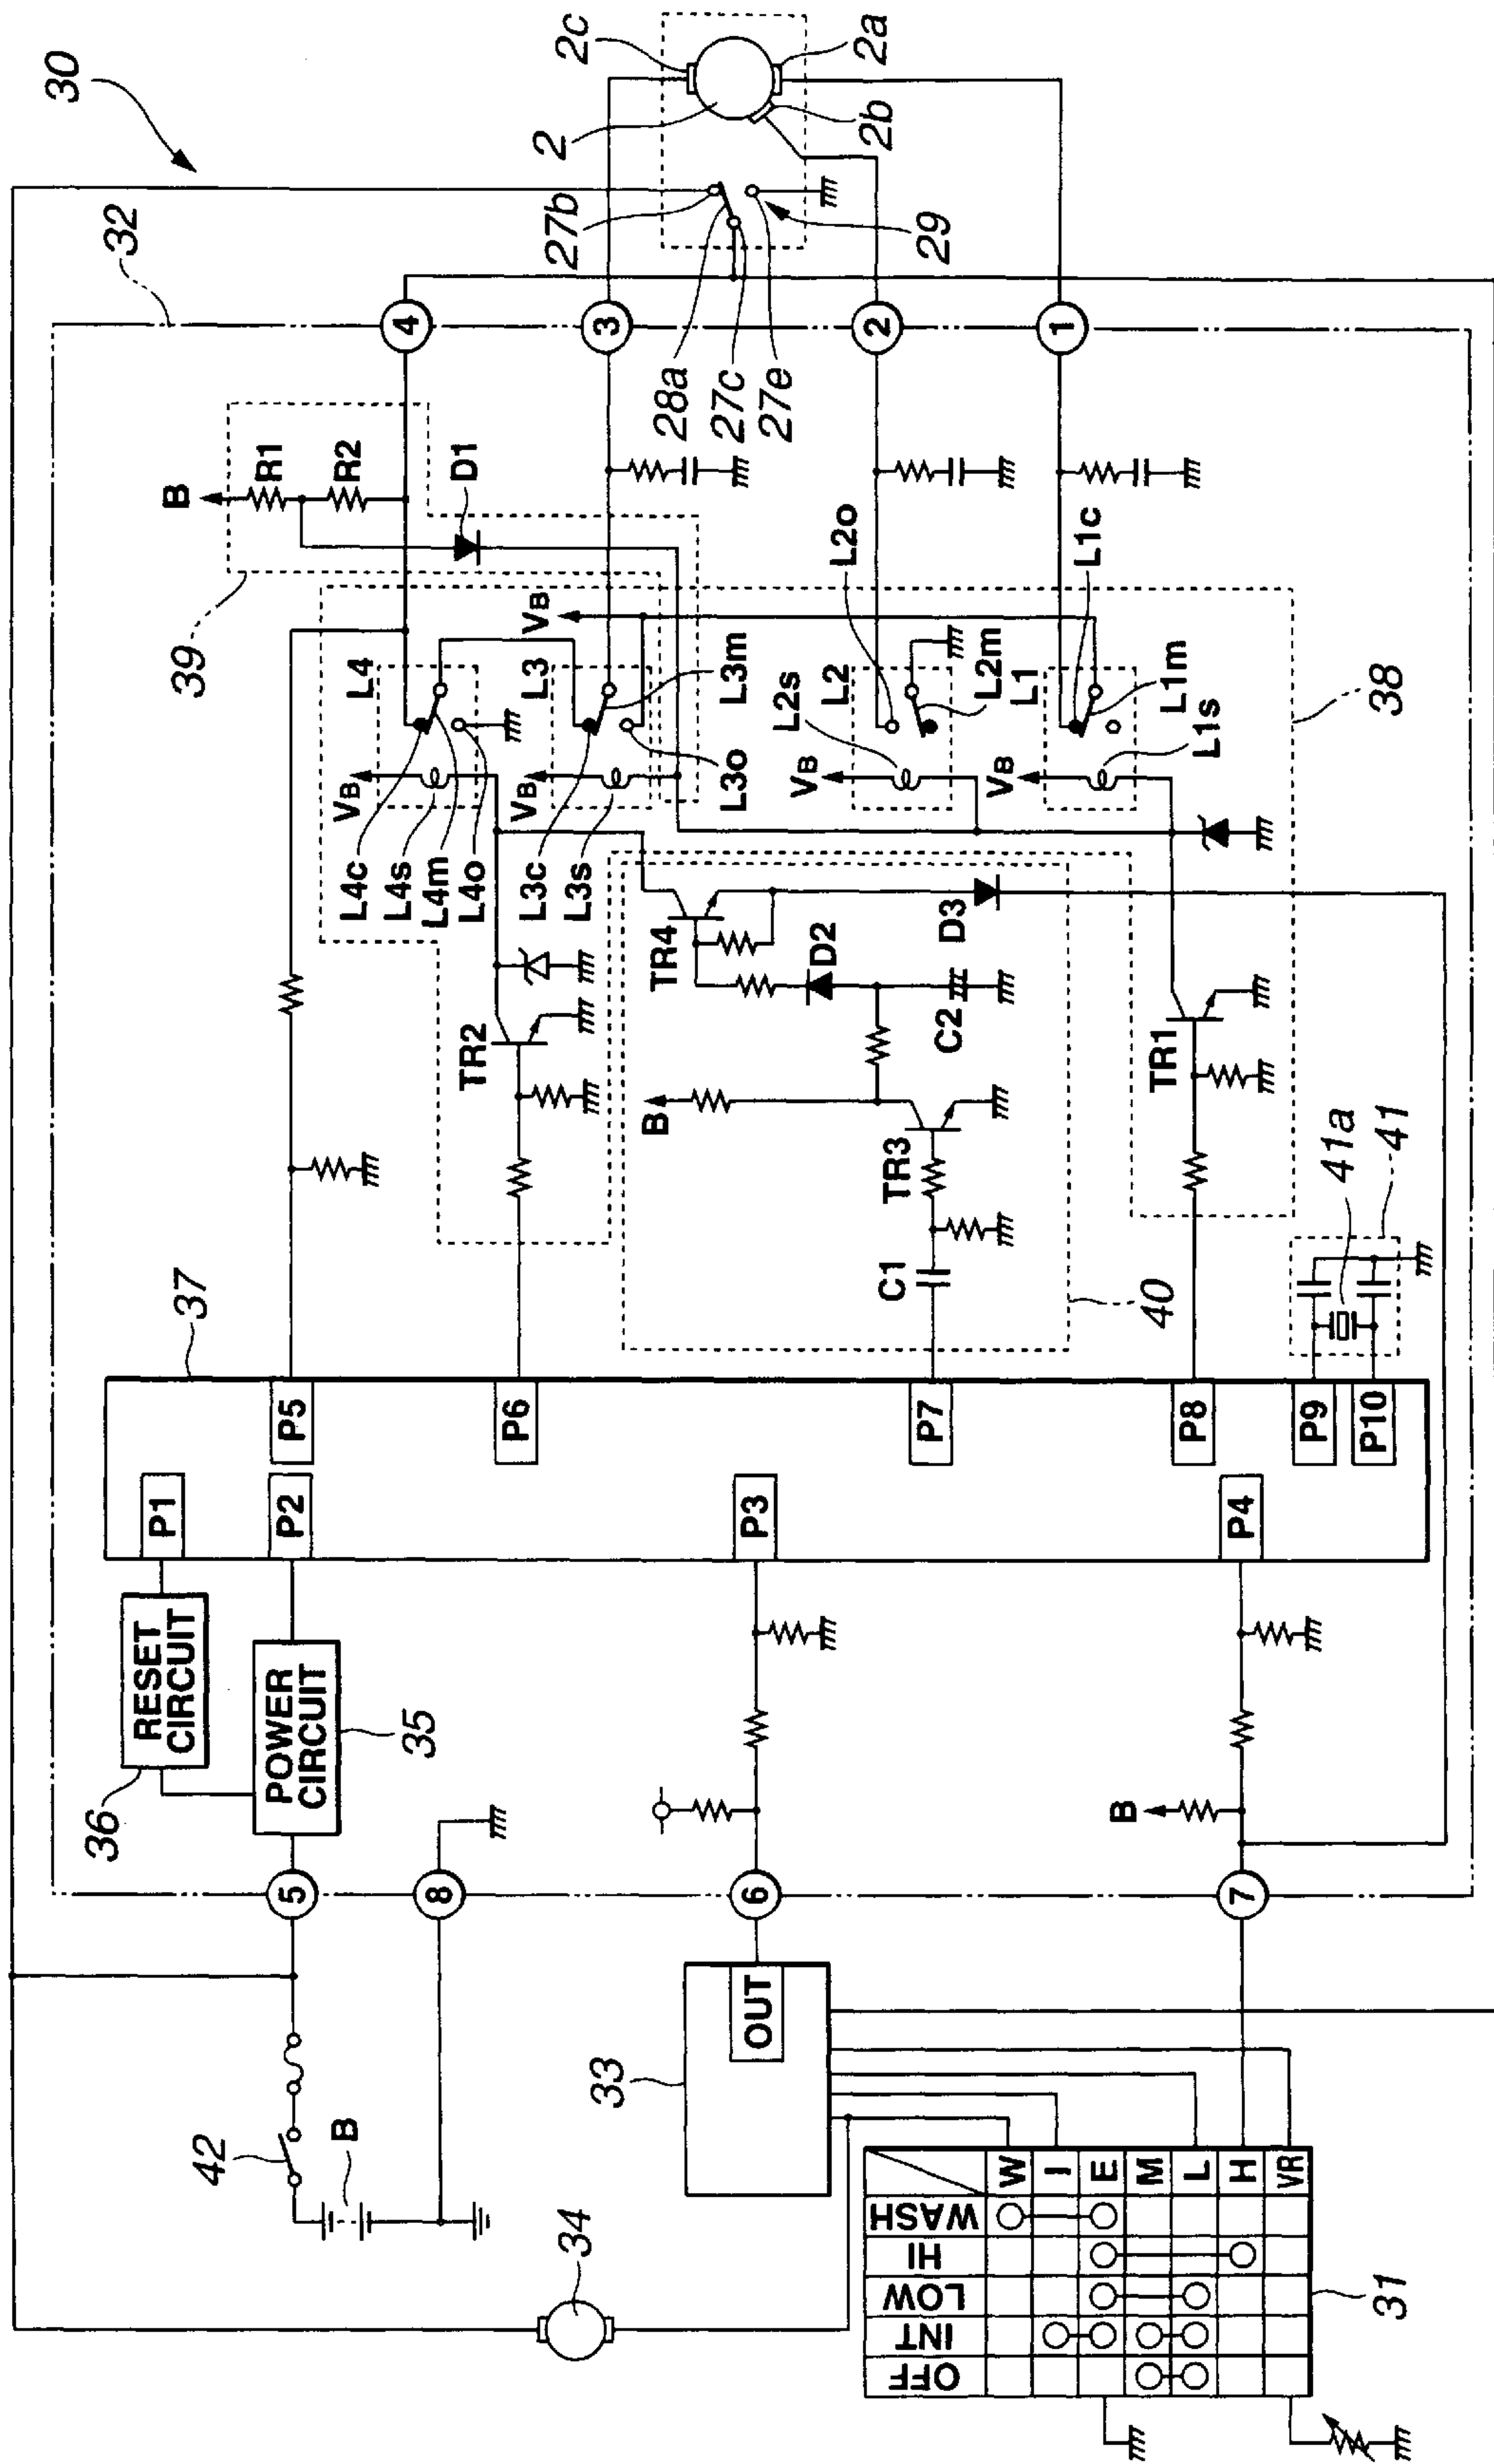 30
32
2c
2a
2
2b
27b
29
28a
27c
27e
4
3
2
1
B
R1
R2
D1
39
L4
VB
L3
L3m
L3o
VB
VB
L4c
L4s
L4m
L4o
L3c
L3s
L2o
L2s
L2
L2m
VB
L1c
L1
L1m
L1s
VB
38
TR4
D2
D3
C2
TR2
B
TR3
C1
TR1
40
41a
41
37
P1
P2
P3
P4
P5
P6
P7
P8
P9
P10
RESET
CIRCUIT
36
POWER
CIRCUIT
35
B
5
8
6
7
42
B
33
OUT
34
31
W
I
E
M
L
H
VR
WASH
HI
LOW
INT
OFF